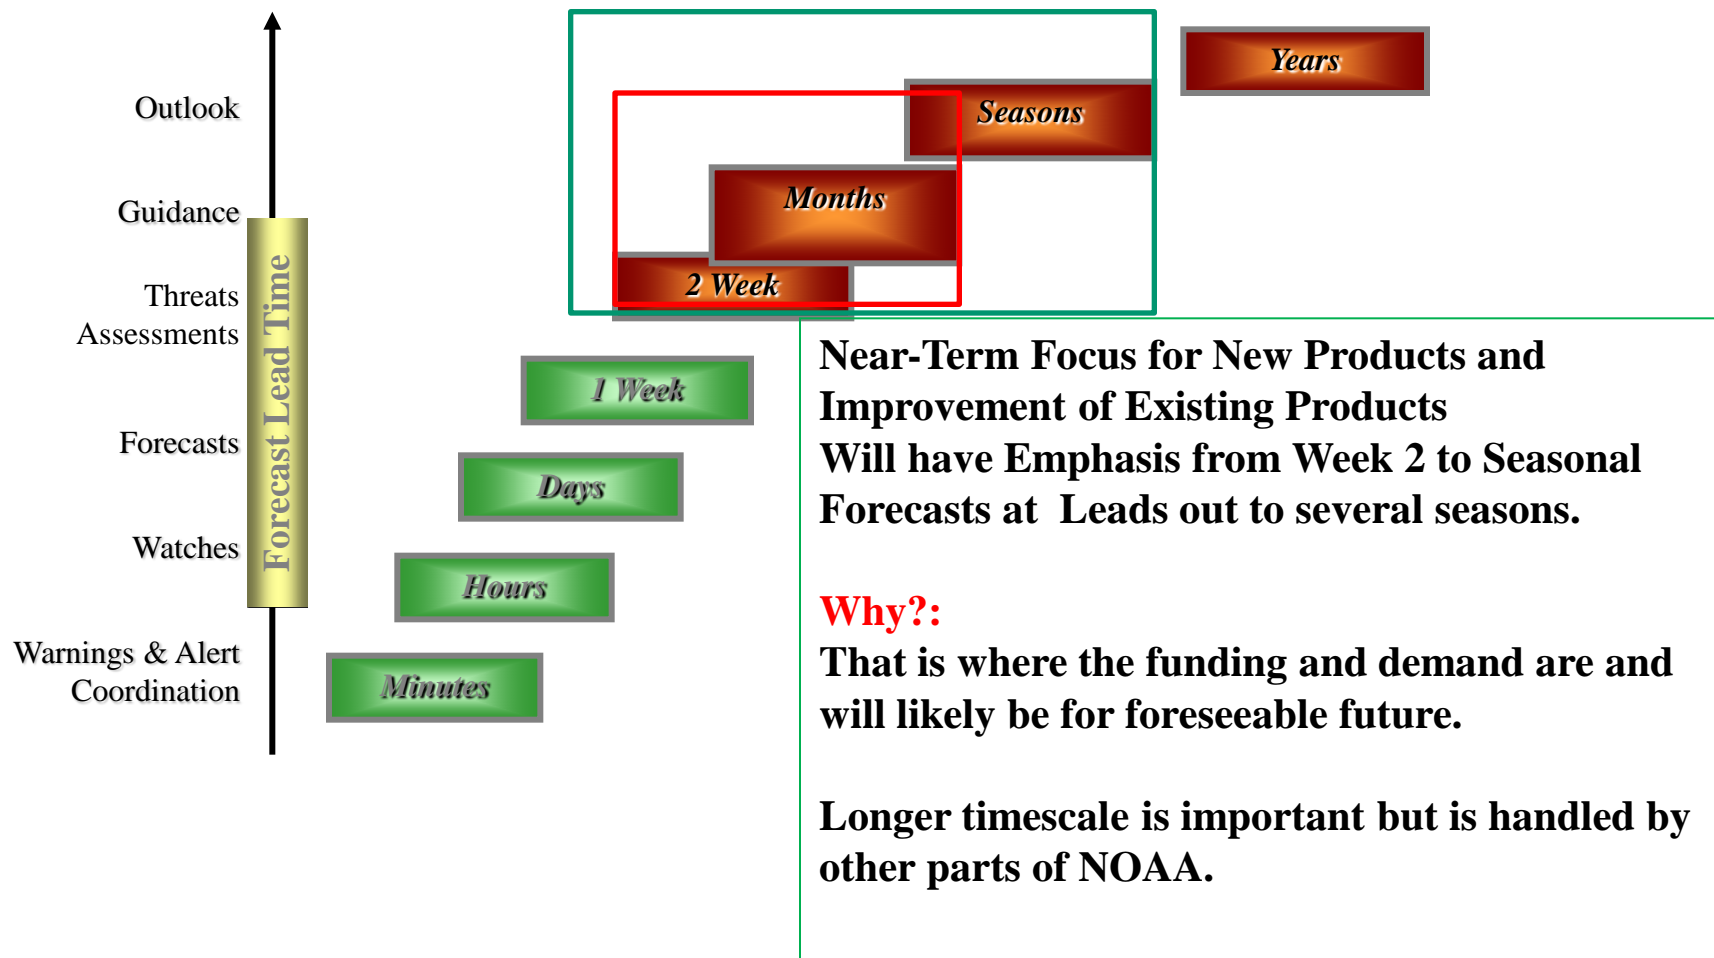 Outlook
Guidance
Threats
Assessments
Forecasts
Watches
Warnings & Alert
Coordination
Forecast Lead Time
Years
Seasons
Months
2 Week
1 Week
Days
Hours
Minutes
Near-Term Focus for New Products and
Improvement of Existing Products
Will have Emphasis from Week 2 to Seasonal
Forecasts at  Leads out to several seasons.
Why?:
That is where the funding and demand are and
will likely be for foreseeable future.
Longer timescale is important but is handled by
other parts of NOAA.